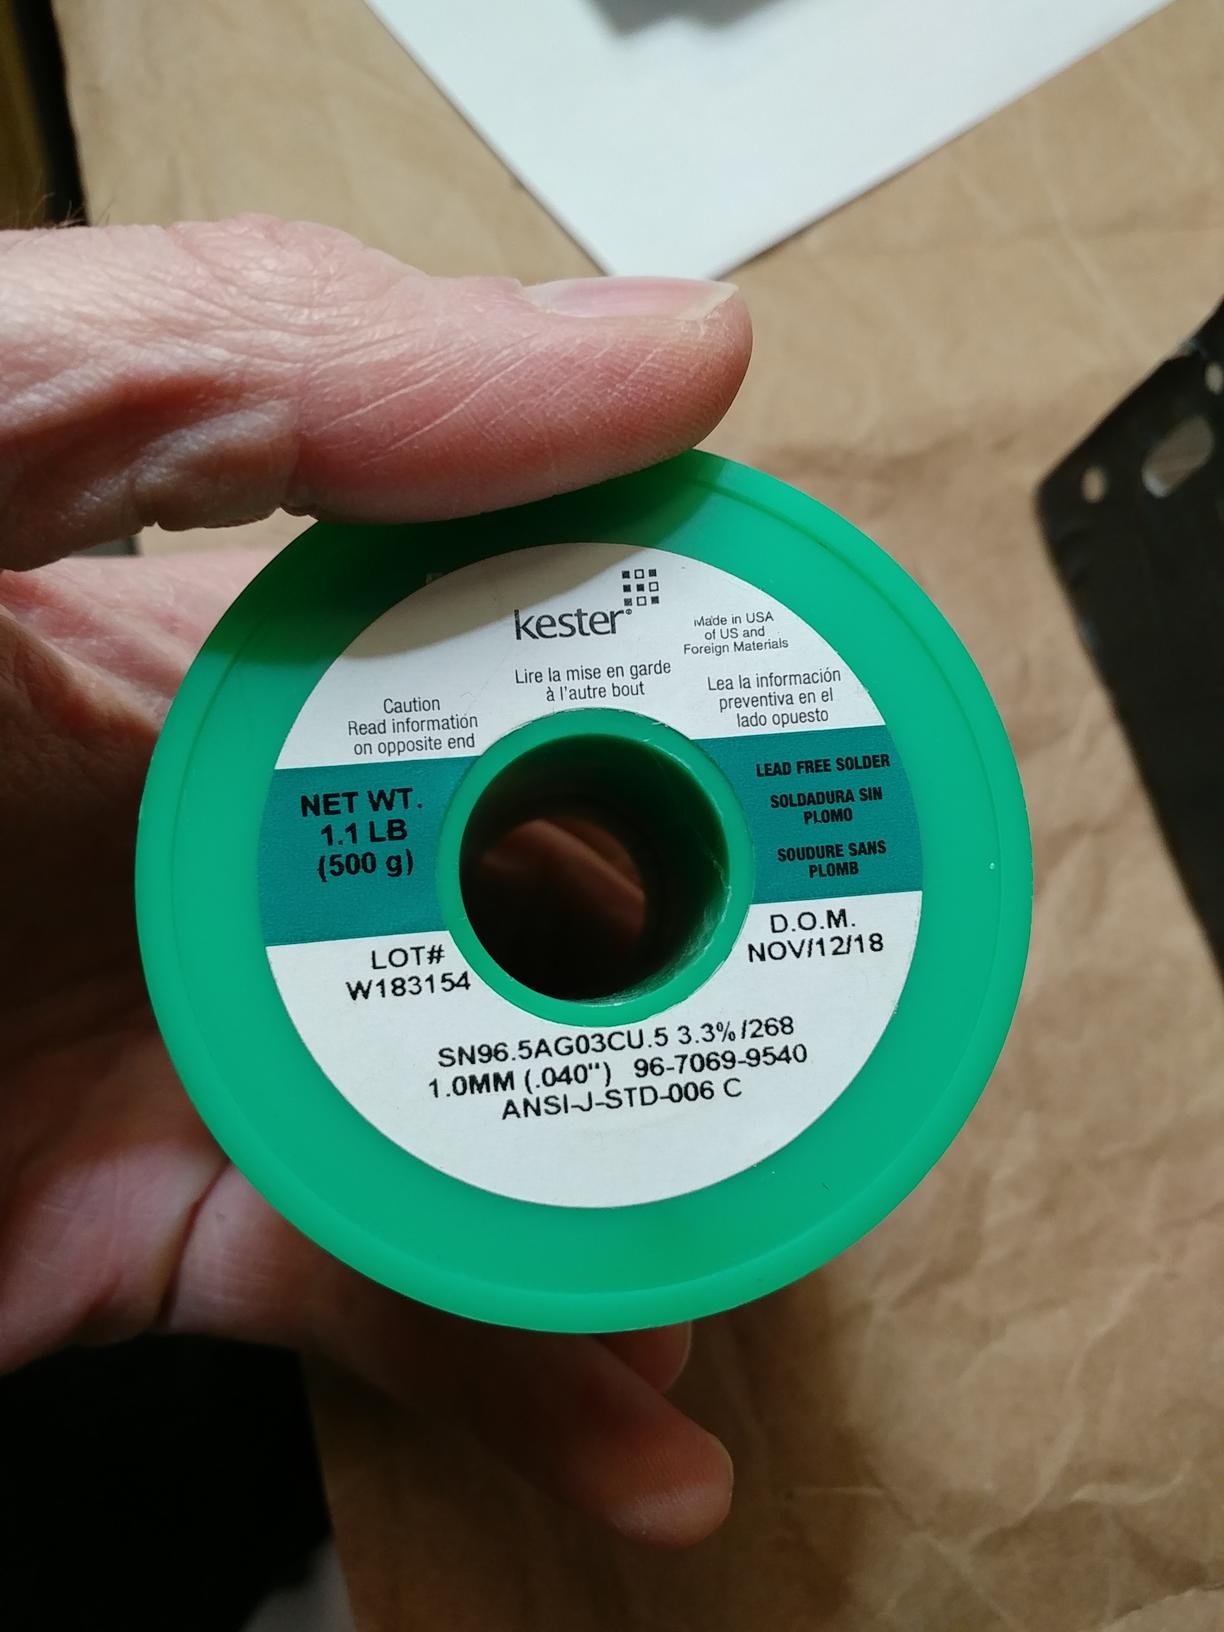 kester®
Made in USA
of US and
Foreign Materials
Caution
Read information
on opposite end
Lire la mise en garde
à l'autre bout
Lea la información
preventiva en el
lado opuesto
NET WT.
1.1 LB
(500 g)
LEAD FREE SOLDER
SOLDADURA SIN
PLOMO
SOUDURE SANS
PLOMB
LOT#
W183154
D.O.M.
NOV/12/18
SN96.5AG03CU.5 3.3%/268
1.0MM (.040") 96-7069-9540
ANSI-J-STD-006 C